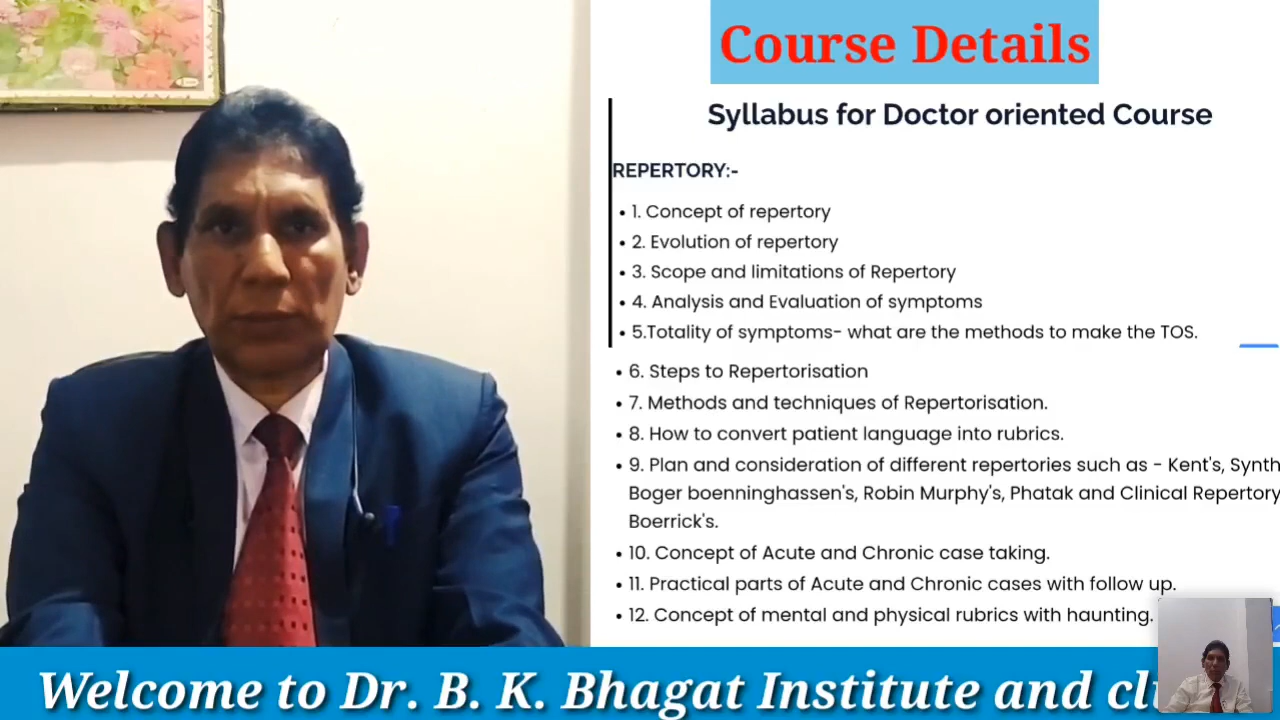 Course Details
Syllabus for Doctor oriented Course
REPERTORY:-
• 1. Concept of repertory
• 2. Evolution of repertory
• 3. Scope and limitations of Repertory
• 4. Analysis and Evaluation of symptoms
• 5.Totality of symptoms- what are the methods to make the TOS.
• 6. Steps to Repertorisation
• 7. Methods and techniques of Repertorisation.
• 8. How to convert patient language into rubrics.
• 9. Plan and consideration of different repertories such as - Kent's, Synth
Boger boenninghassen's, Robin Murphy's, Phatak and Clinical Repertory
Boerrick's.
• 10. Concept of Acute and Chronic case taking.
• 11. Practical parts of Acute and Chronic cases with follow up.
• 12. Concept of mental and physical rubrics with haunting.
Welcome to Dr. B. K. Bhagat Institute and